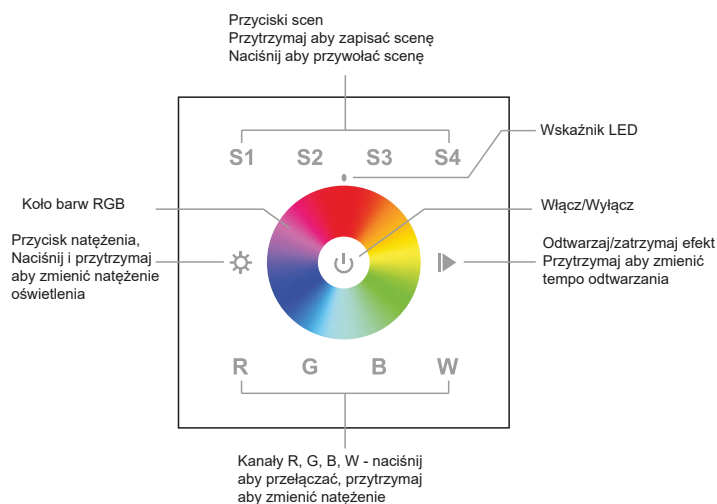 Przyciski scen
Przytrzymaj aby zapisać scenę
Naciśnij aby przywołać scenę
S1 S2 S3 S4
Wskaźnik LED
Koło barw RGB
Włącz/Wyłącz
Przycisk natężenia,
Naciśnij i przytrzymaj
aby zmienić natężenie
oświetlenia
Odtwarzaj/zatrzymaj efekt
Przytrzymaj aby zmienić
tempo odtwarzania
R G B W
Kanały R, G, B, W - naciśnij
aby przełączać, przytrzymaj
aby zmienić natężenie